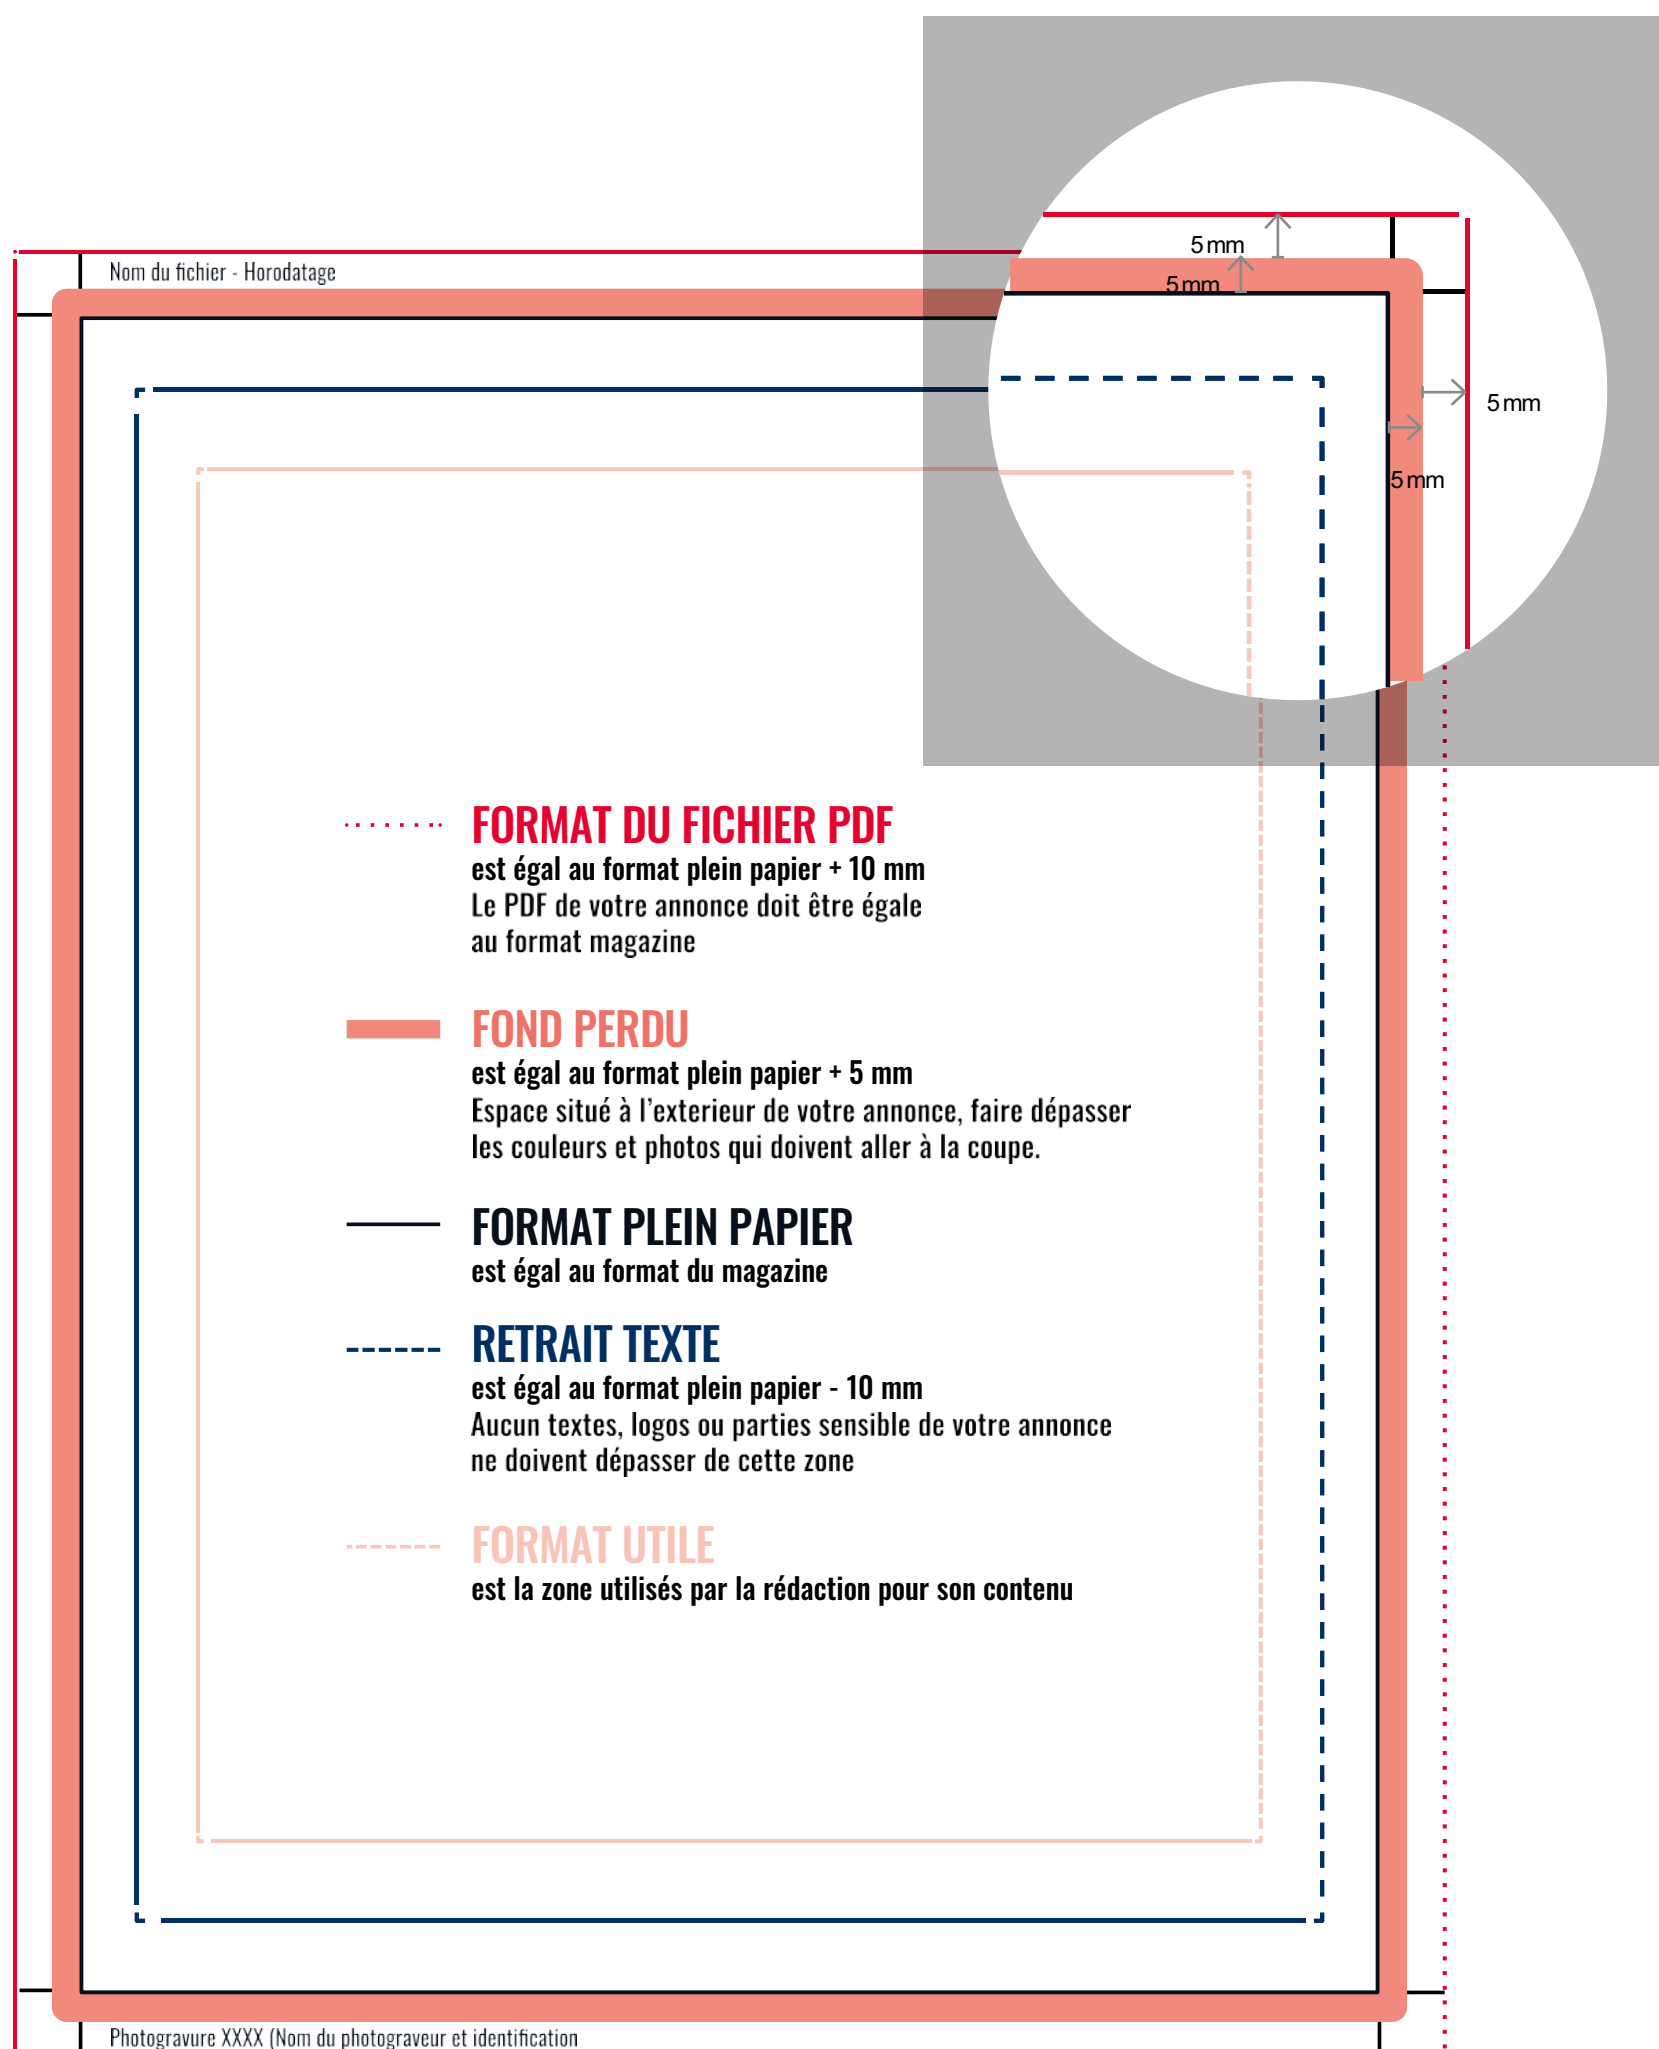 5 mm
Nom du fichier - Horodatage
5 mm
5 mm
5 mm
FORMAT DU FICHIER PDF
est égal au format plein papier + 10 mm
Le PDF de votre annonce doit être égale
au format magazine
FOND PERDU
est égal au format plein papier + 5 mm
Espace situé à l'exterieur de votre annonce, faire dépasser
les couleurs et photos qui doivent aller à la coupe.
FORMAT PLEIN PAPIER
est égal au format du magazine
RETRAIT TEXTE
est égal au format plein papier - 10 mm
Aucun textes, logos ou parties sensible de votre annonce
ne doivent dépasser de cette zone
FORMAT UTILE
est la zone utilisés par la rédaction pour son contenu
Photogravure XXXX (Nom du photograveur et identification